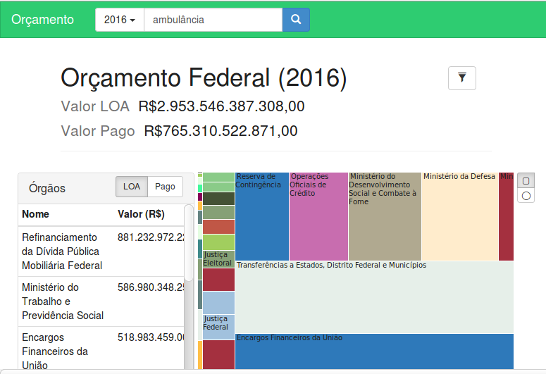 Orçamento
2016
ambulância
Orçamento Federal (2016)
Valor LOA R$2.953.546.387.308,00
Valor Pago R$765.310.522.871,00
Órgãos
LOA
Pago
Nome
Valor (R$)
Refinanciamento
da Dívida Pública
Mobiliária Federal
881.232.972.22
Ministério do
Trabalho e
Previdência Social
586.980.348.25
Encargos
Financeiros da
União
518.983.459.00
Justiça
Eleitoral
Justiça
Federal
Reserva de
Contingência
Operações
Oficiais de
Crédito
Ministério do
Desenvolvimento
Social e Combate à
Fome
Ministério da Defesa
Min
Transferências a Estados, Distrito Federal e Municípios
Encargos Financeiros da União